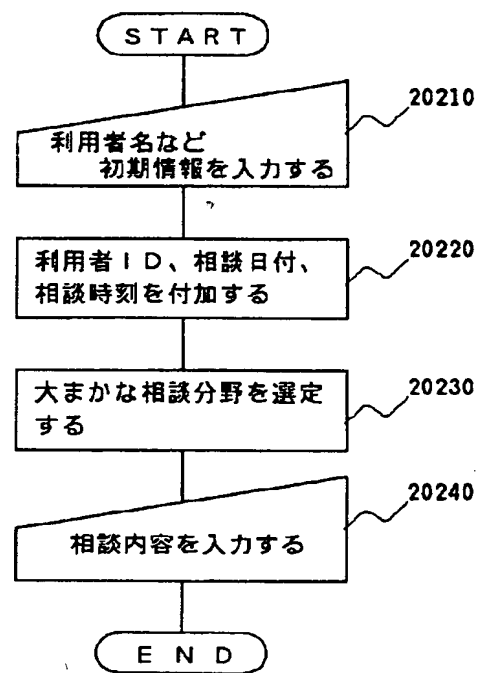 START
20210
利用者名など
初期情報を入力する
20220
利用者ID、相談日付、
相談時刻を付加する
20230
大まかな相談分野を選定
する
20240
相談内容を入力する
END